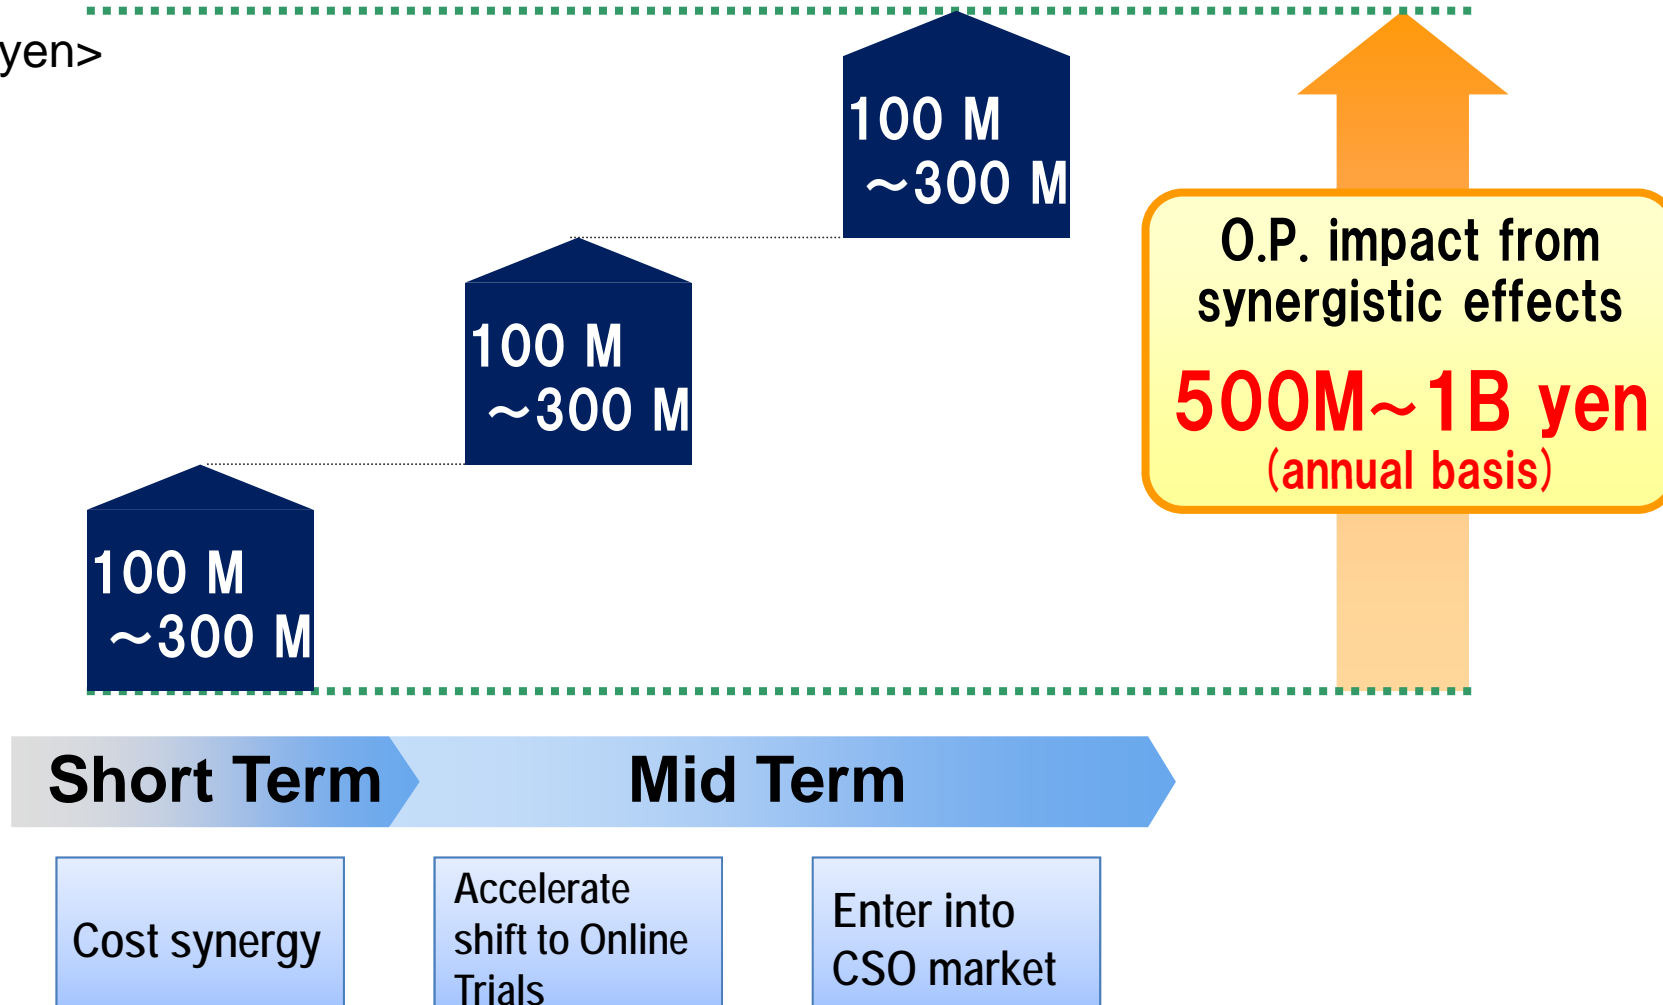 yen>
100 M
～300 M
100 M
～300 M
100 M
～300 M
O.P. impact from
synergistic effects
500M～1B yen
(annual basis)
Short Term
Mid Term
Cost synergy
Accelerate
shift to Online
Trials
Enter into
CSO market